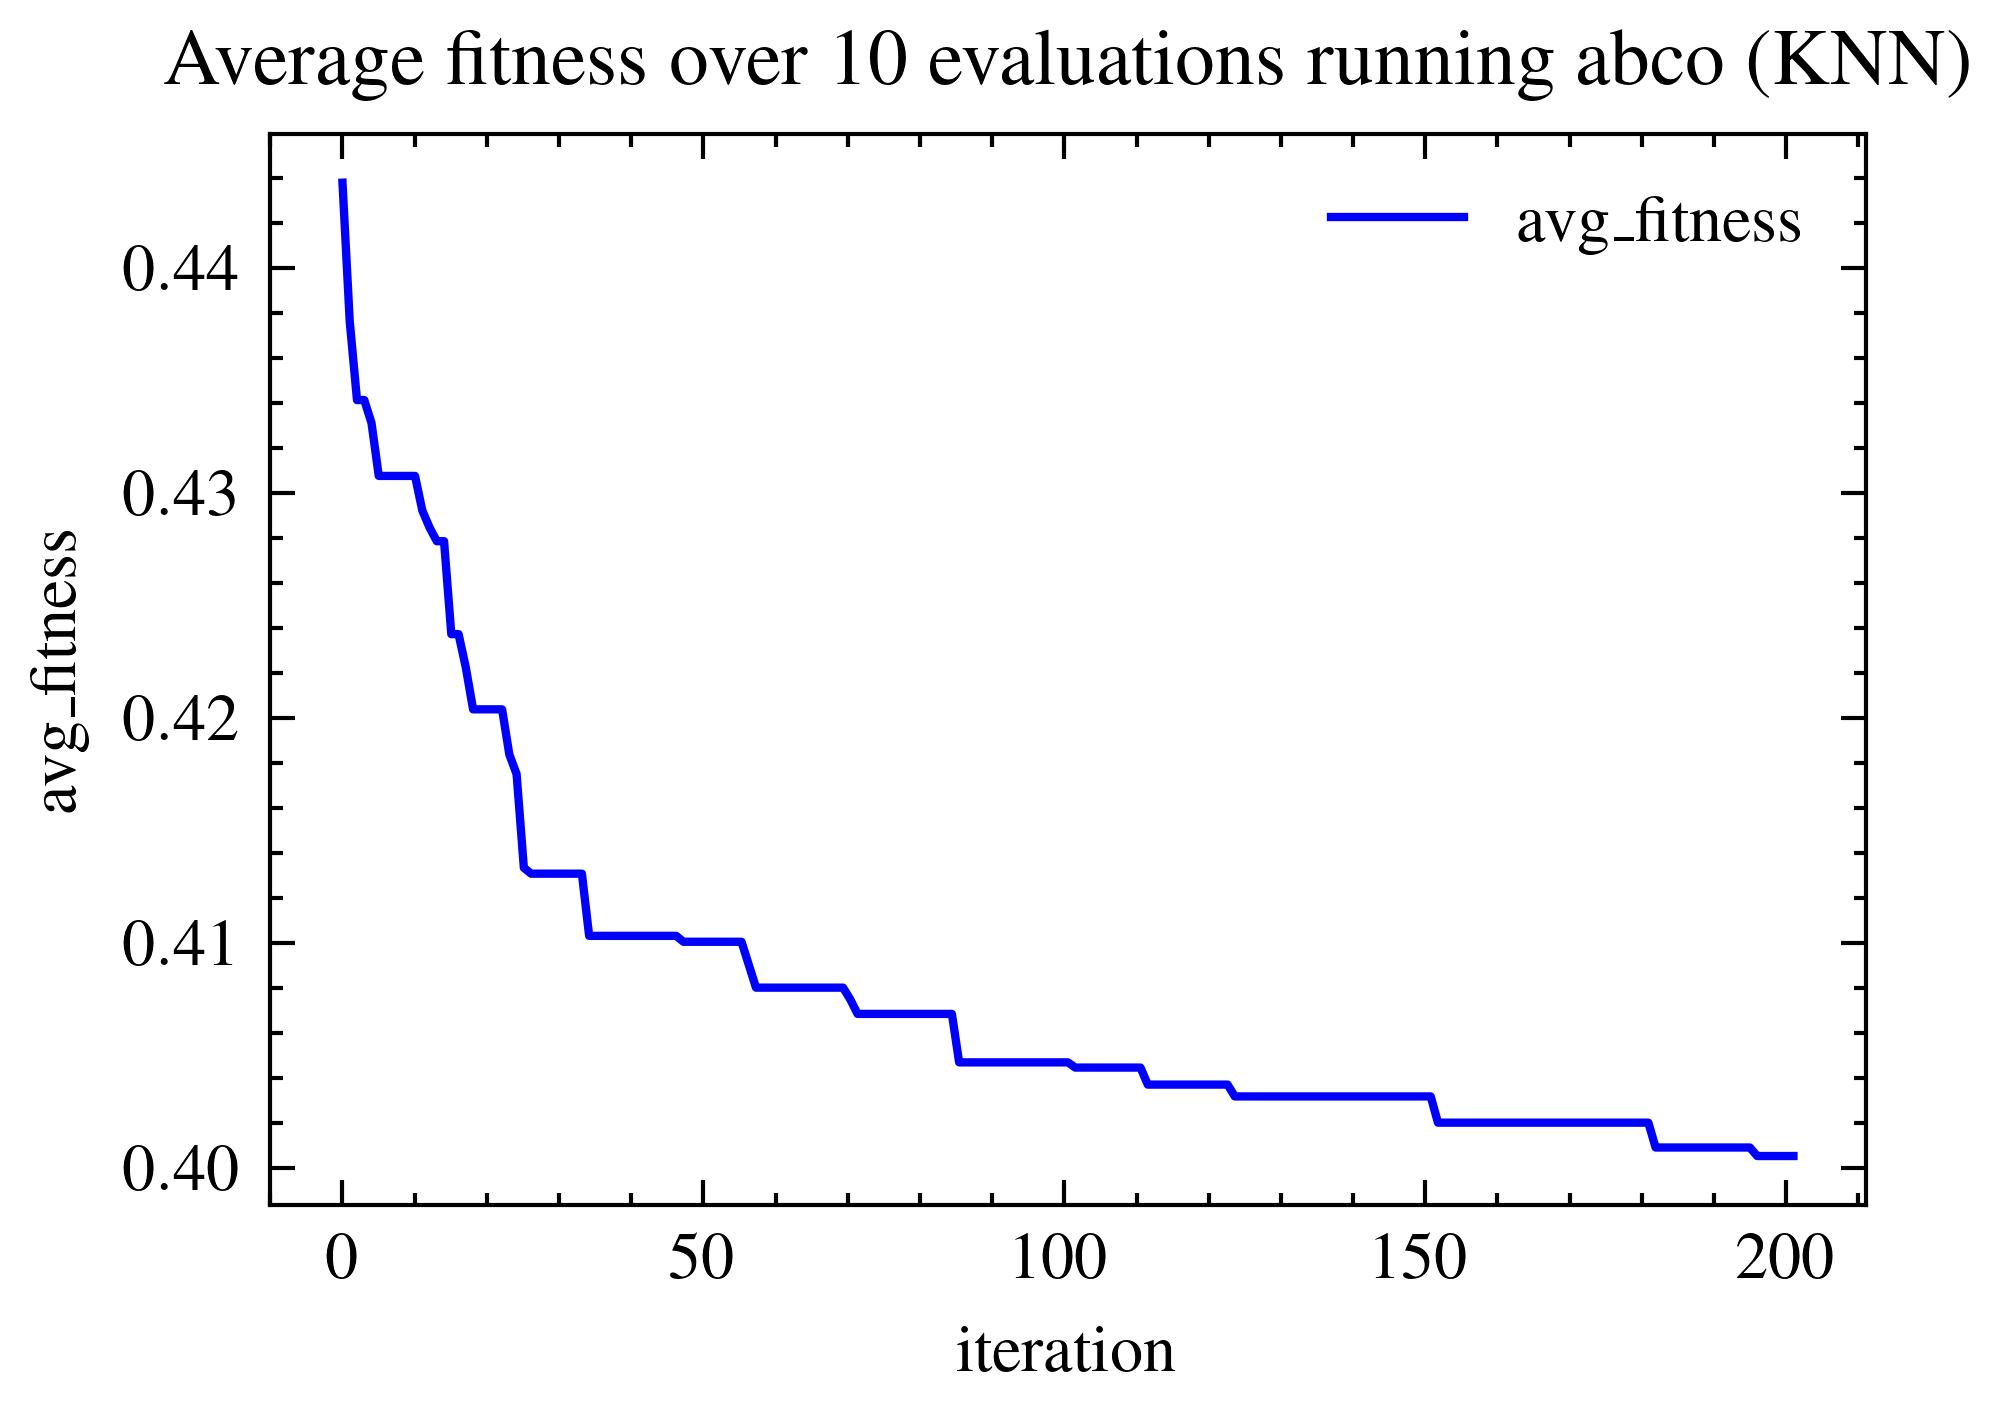 Average fitness over 10 evaluations running abco (KNN)
avg_fitness
0.44
0.43
0.42
0.41
0.40
avg_fitness
0 50 100 150 200
iteration